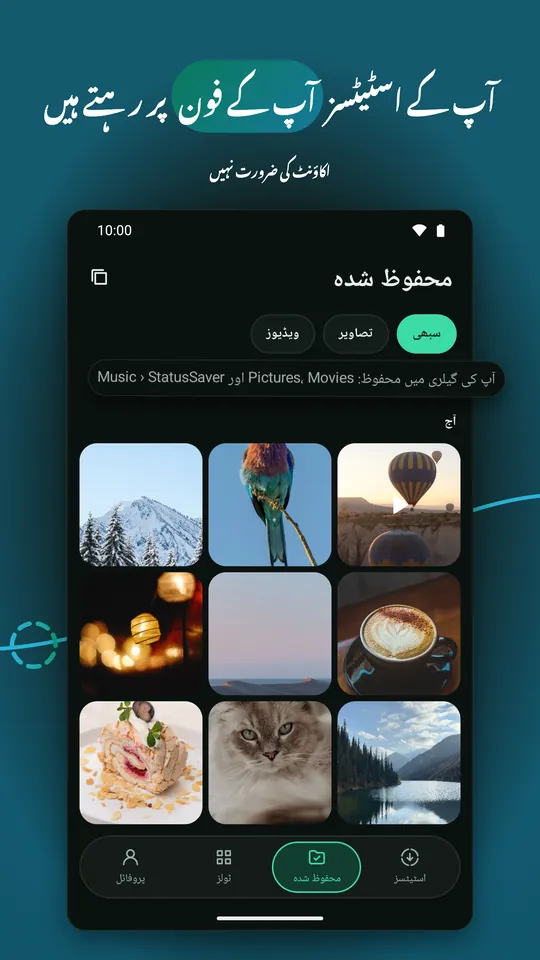 آپ کے اسٹیٹسز آپ کے فون پر رہتے ہیں
اکاؤنٹ کی ضرورت نہیں
10:00
محفوظ شدہ
سبھی
تصاویر
ویڈیوز
آپ کی گیلری میں محفوظ: Pictures، Movies اور Music › StatusSaver
آج
اسٹیٹسز
محفوظ شدہ
ٹولز
پروفائل